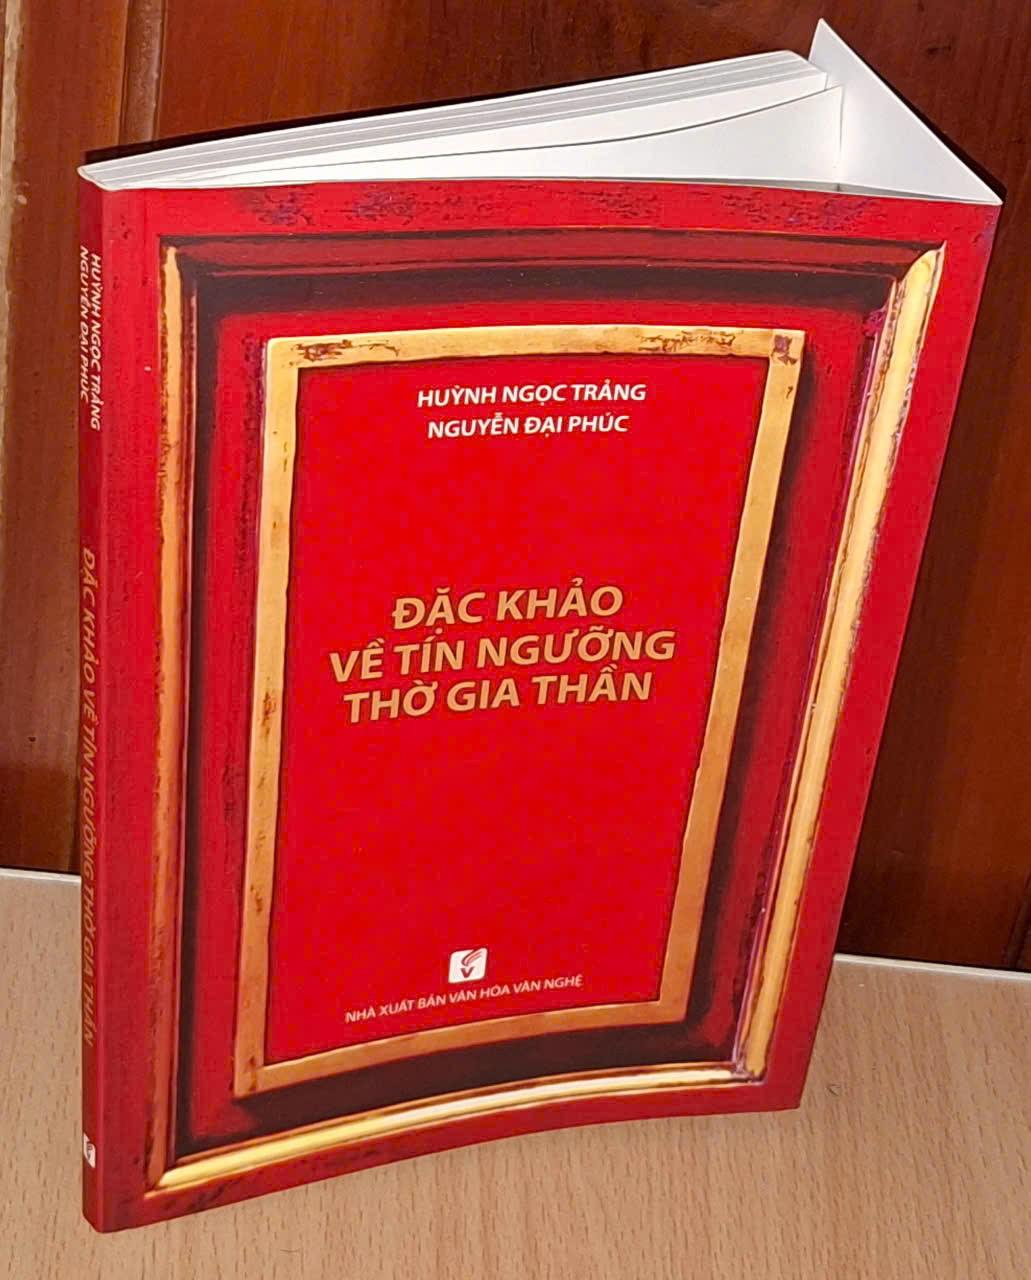 HUỲNH NGỌC TRẢNG
NGUYỄN ĐẠI PHÚC
ĐẶC KHẢO VỀ TÍN NGƯỠNG THỜ GIA THẦN
HUỲNH NGỌC TRẢNG
NGUYỄN ĐẠI PHÚC
ĐẶC KHẢO
VỀ TÍN NGƯỠNG
THỜ GIA THẦN
NHÀ XUẤT BẢN VĂN HÓA VĂN NGHỆ